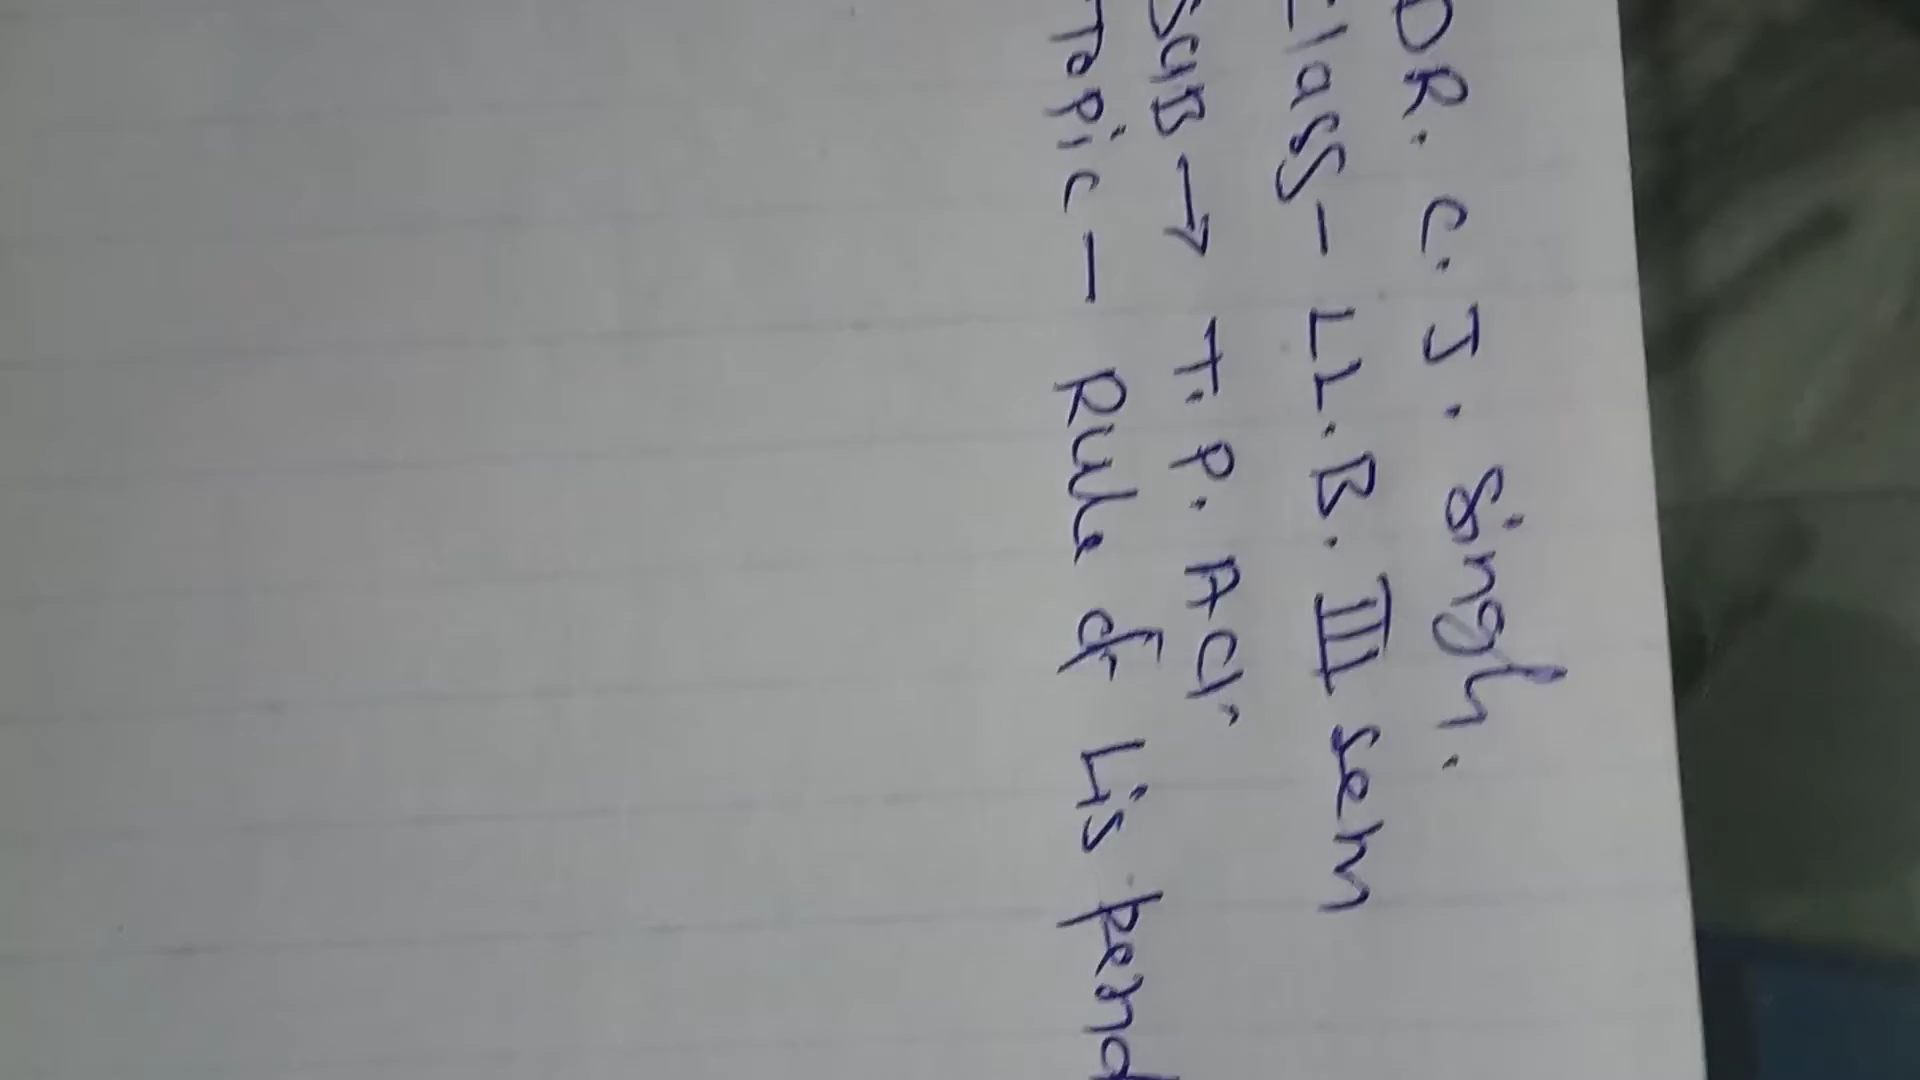 DR. C. J. Singh.
Class - LL.B. III Sem
SUB → T. P. Act
Topic - Rule of Lis pend